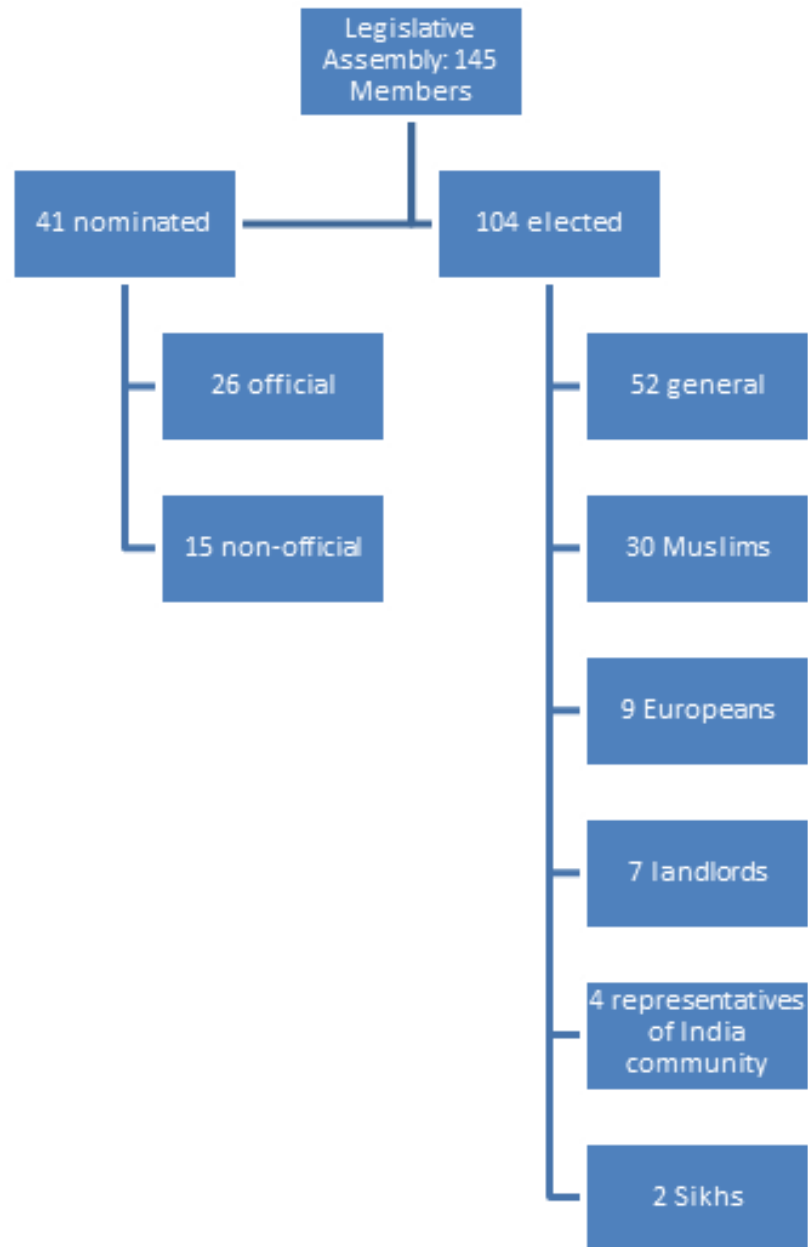 Legislative
Assembly: 145
Members
41 nominated
104 elected
26 official
15 non-official
52 general
30 Muslims
9 Europeans
7 landlords
4 representatives
of India
community
2 Sikhs